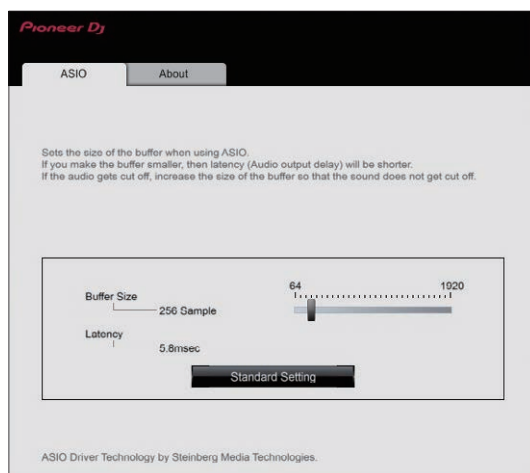 Pioneer Dj
ASIO
About
Sets the size of the buffer when using ASIO.
If you make the buffer smaller, then latency (Audio output delay) will be shorter.
If the audio gets cut off, increase the size of the buffer so that the sound does not get cut off.
64 1920
Buffer Size
256 Sample
Latency
5.8msec
Standard Setting
ASIO Driver Technology by Steinberg Media Technologies.